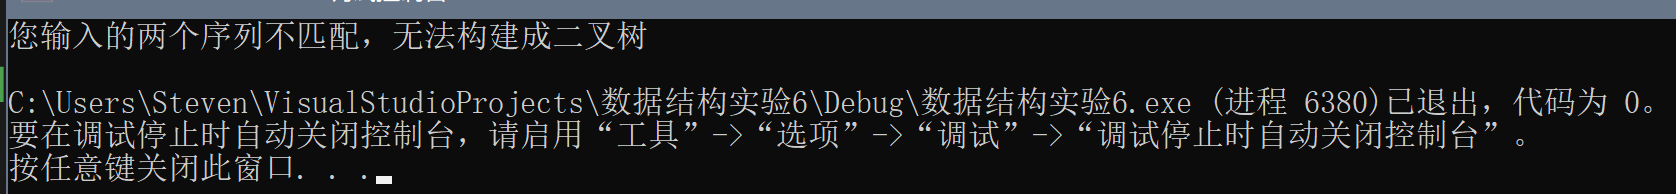 您输入的两个序列不匹配，无法构建成二叉树
C:\Users\Steven\VisualStudioProjects\数据结构实验6\Debug\数据结构实验6.exe (进程 6380)已退出，代码为 0。
要在调试停止时自动关闭控制台，请启用“工具”->“选项”->“调试”->“调试停止时自动关闭控制台”。
按任意键关闭此窗口. . .